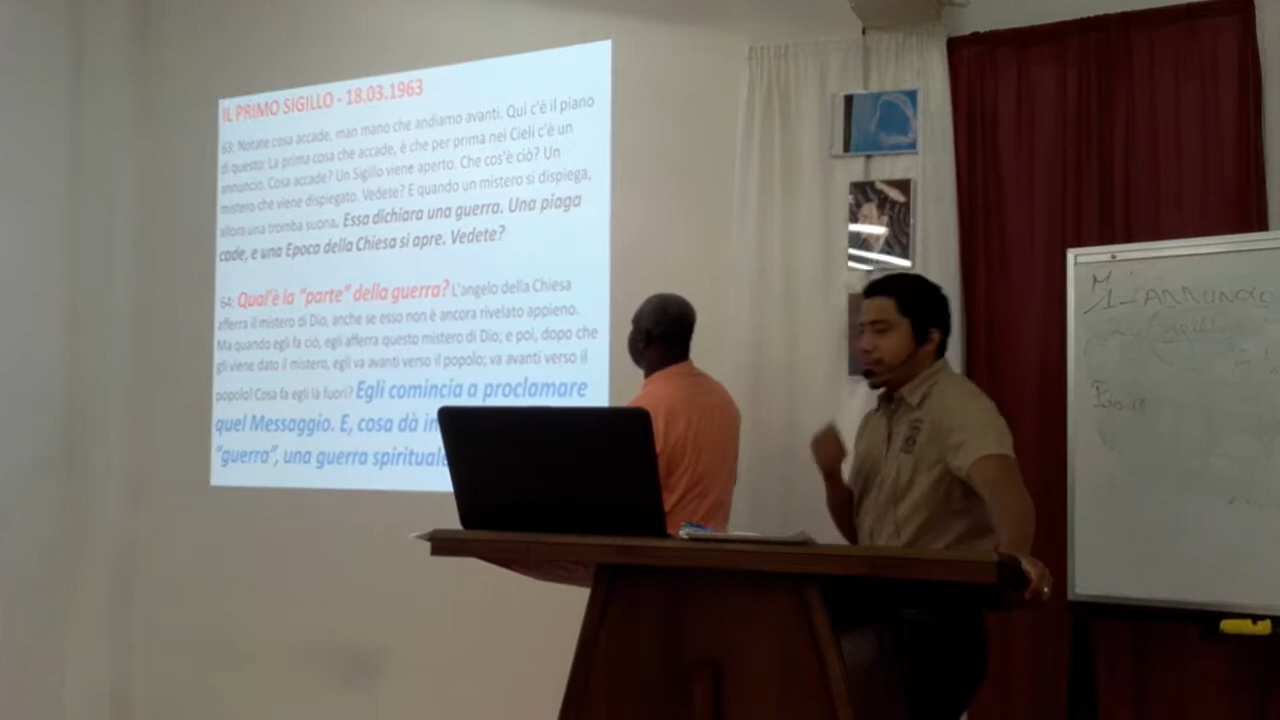 IL PRIMO SIGILLO - 18.03.1963
63: Notate cosa accade, man mano che andiamo avanti. Qui c'è il piano
di questo: La prima cosa che accade, è che per prima nei Cieli c'è un
annuncio. Cosa accade? Un Sigillo viene aperto. Che cos'è ciò? Un
mistero che viene dispiegato. Vedete? E quando un mistero si dispiega,
allora una tromba suona. Essa dichiara una guerra. Una piaga
cade, e una Epoca della Chiesa si apre. Vedete?
64: Qual'è la "parte" della guerra? L'angelo della Chiesa
afferra il mistero di Dio, anche se esso non è ancora rivelato appieno.
Ma quando egli fa ciò, egli afferra questo mistero di Dio; e poi, dopo che
gli viene dato il mistero, egli va avanti verso il popolo; va avanti verso il
popolo! Cosa fa egli là fuori? Egli comincia a proclamare
quel Messaggio. E, cosa dà in
"guerra", una guerra spirituale
1- ANNUNCIO